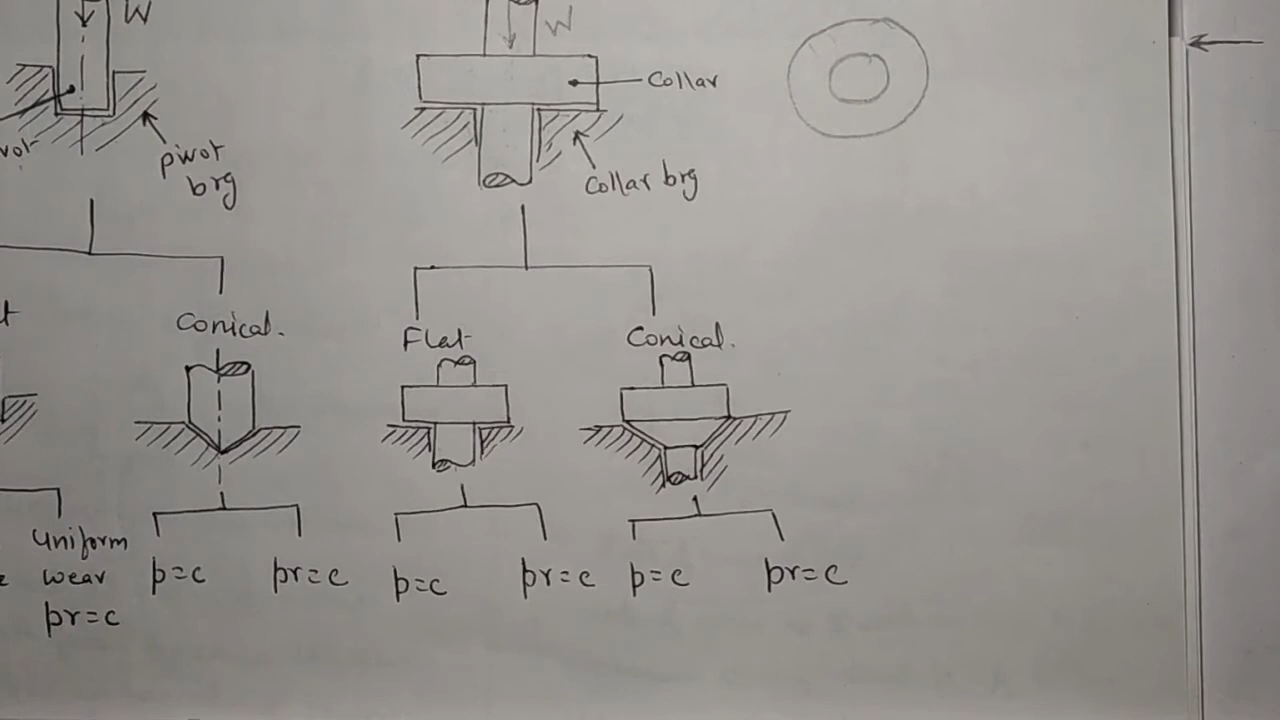 W
W
Collar
pivot
brg
Collar brg
Conical.
Flat
Conical.
Uniform
wear
pr=c
p=c
pr=c
p=c
pr=c
p=c
pr=c